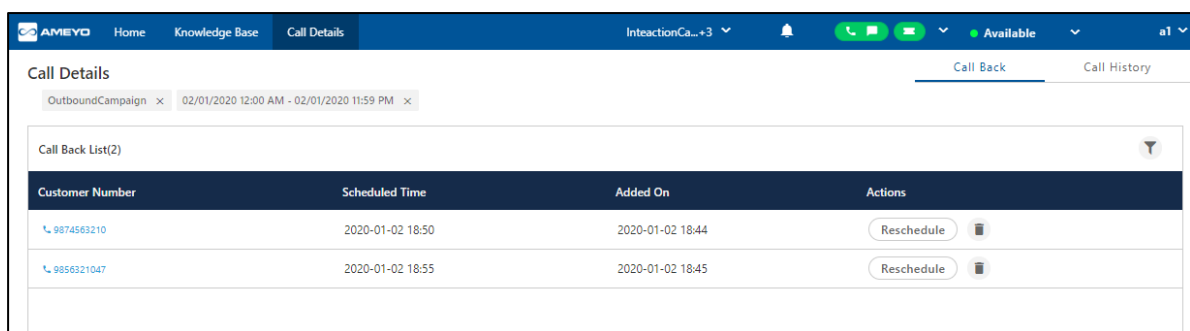 AMEYO Home Knowledge Base Call Details InteactionCa...+3 Available a1
Call Details Call Back Call History
OutboundCampaign × 02/01/2020 12:00 AM - 02/01/2020 11:59 PM ×
Call Back List(2)
Customer Number Scheduled Time Added On Actions
9874563210 2020-01-02 18:50 2020-01-02 18:44 Reschedule
9856321047 2020-01-02 18:55 2020-01-02 18:45 Reschedule